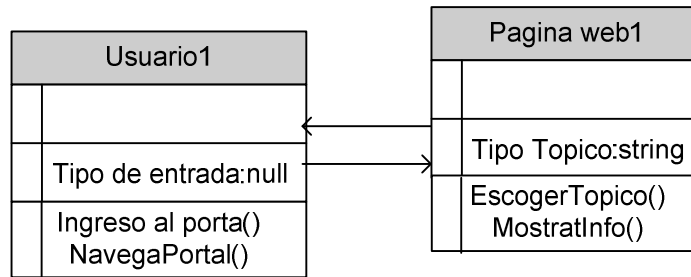 Usuario1
Tipo de entrada:null
Ingreso al porta()
NavegaPortal()
Pagina web1
Tipo Topico:string
EscogerTopico()
MostratInfo()